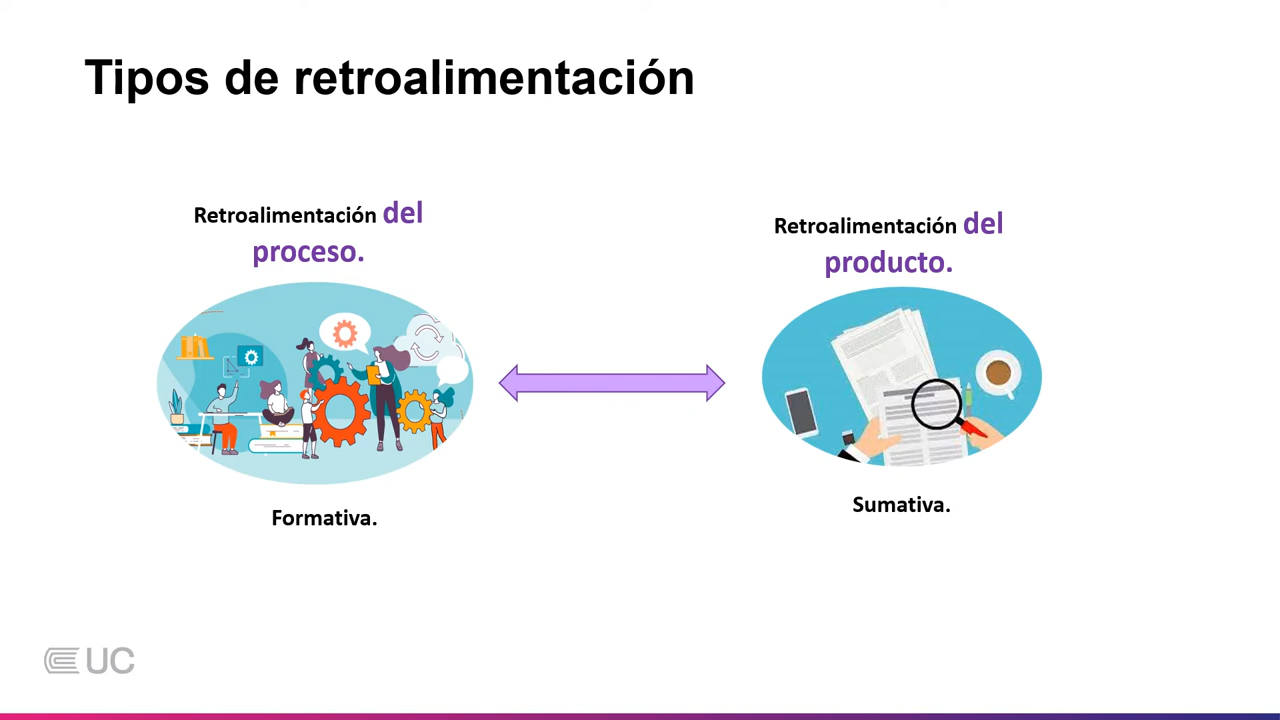 Tipos de retroalimentación
Retroalimentación del
proceso.
Retroalimentación del
producto.
Formativa.
Sumativa.
UC